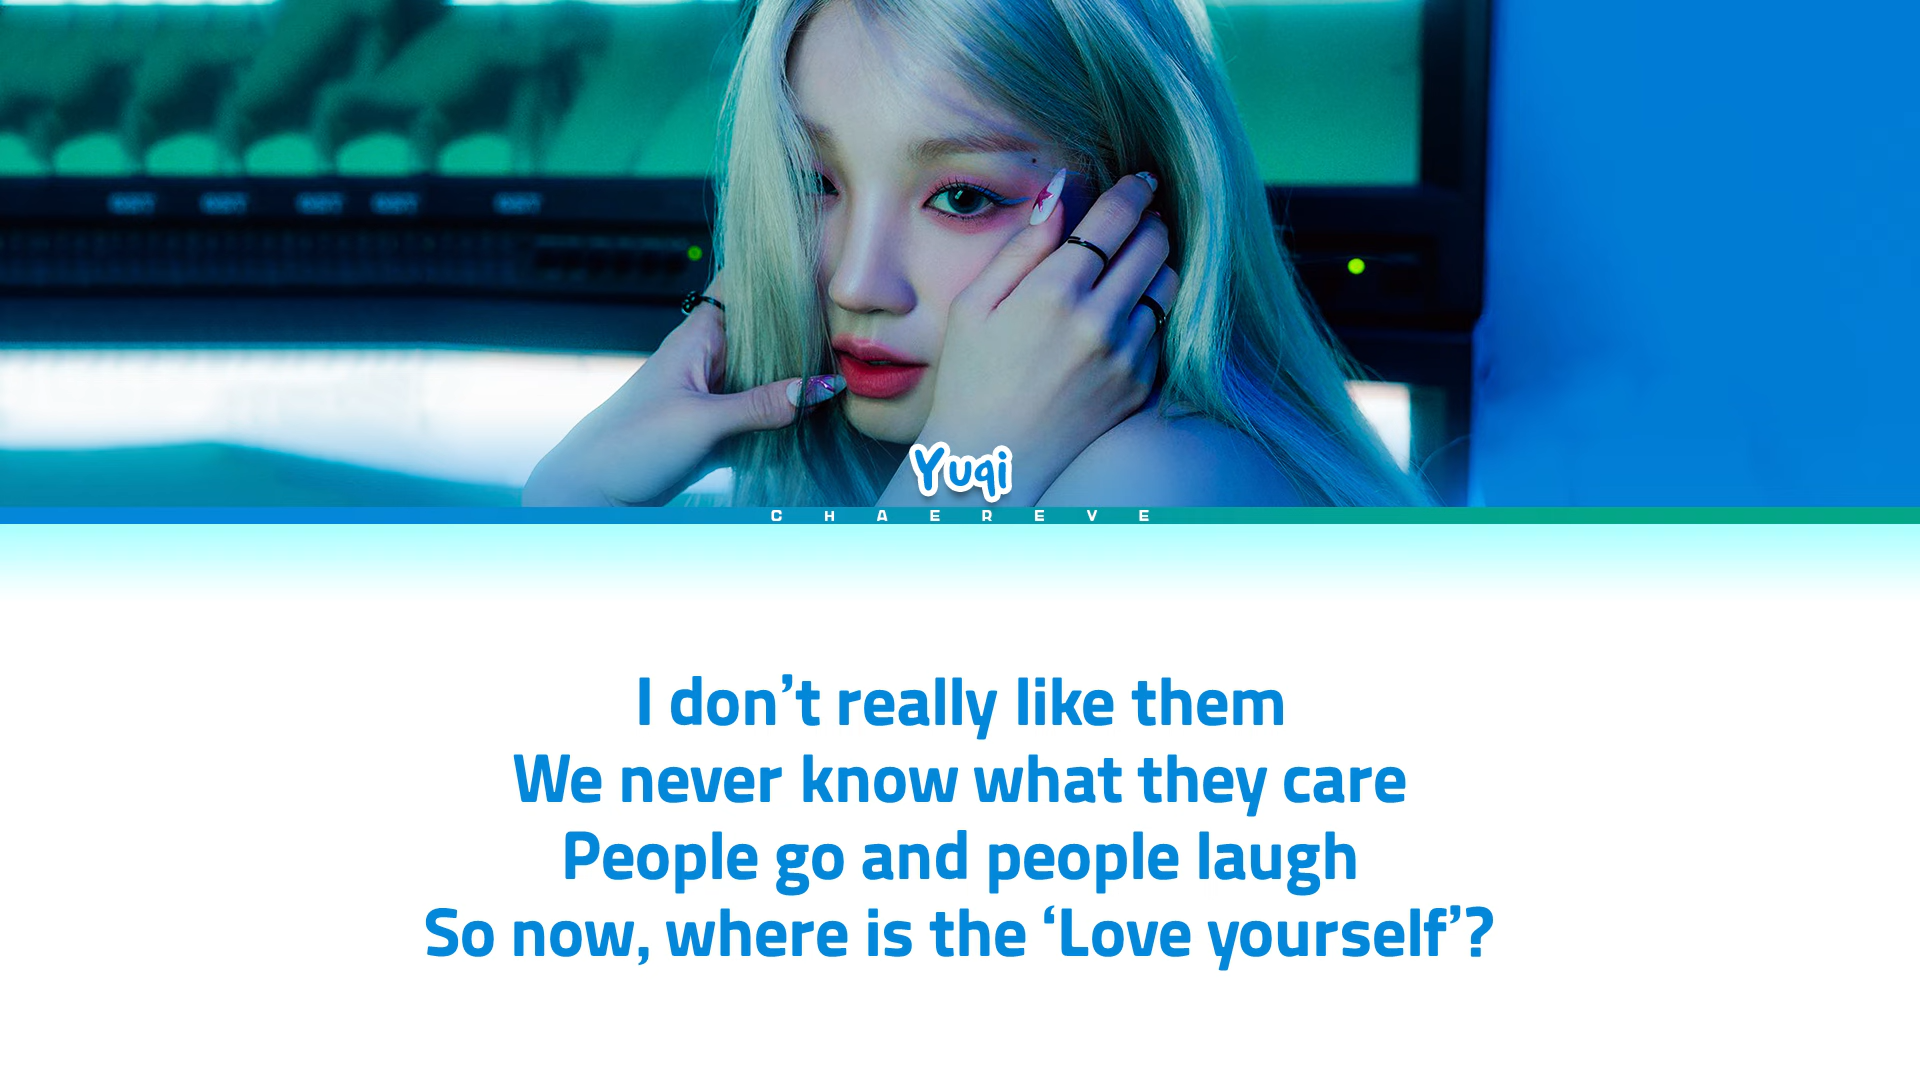 Yuqi
CHAEREVE
I don’t really like them
We never know what they care
People go and people laugh
So now, where is the ‘Love yourself’?